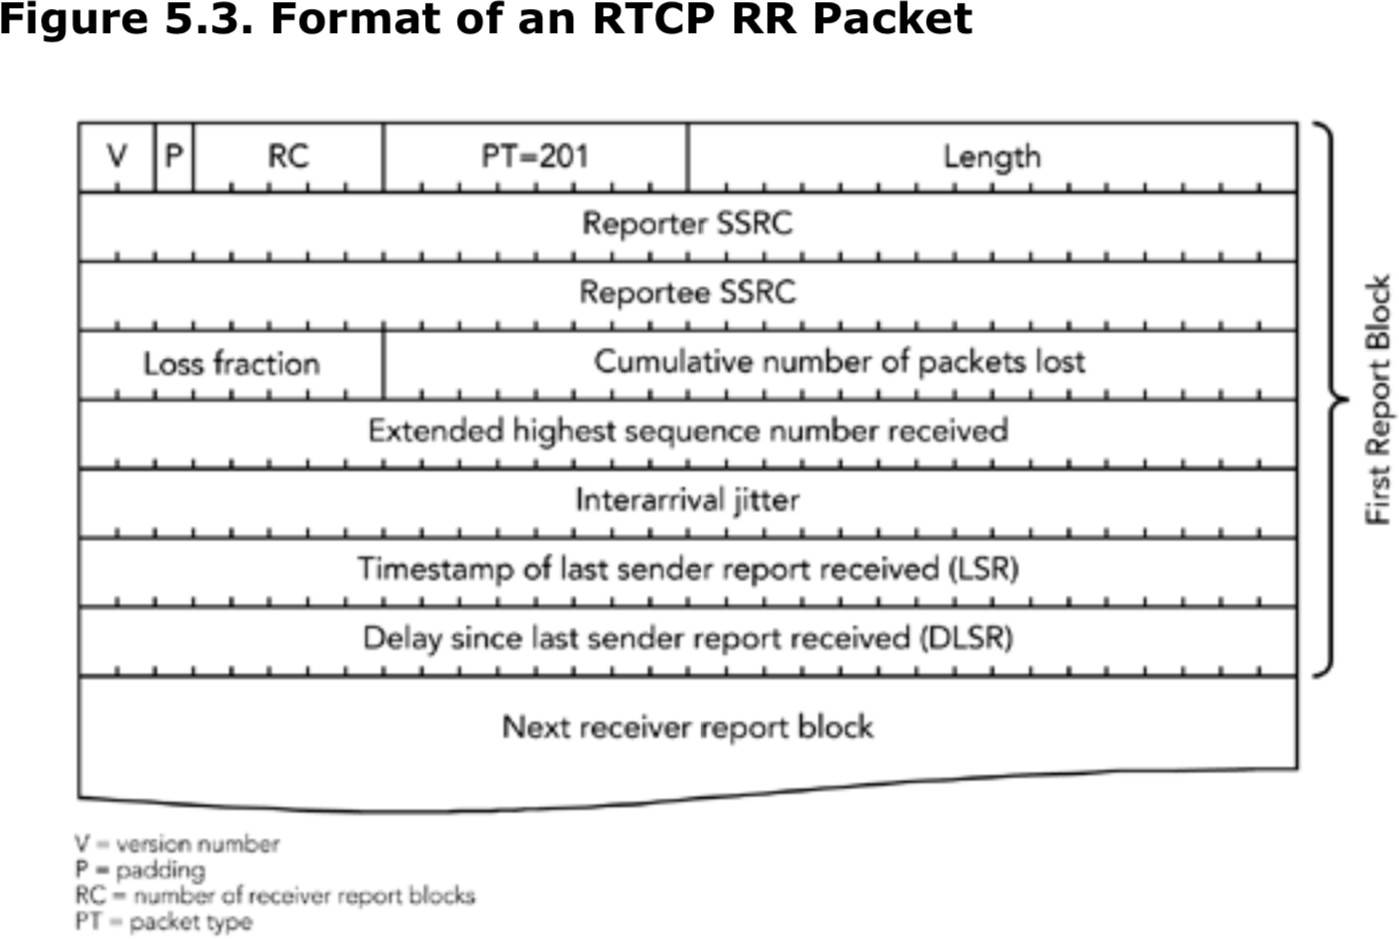 Figure 5.3. Format of an RTCP RR Packet
V P RC PT=201 Length
Reporter SSRC
Reportee SSRC
Loss fraction Cumulative number of packets lost
Extended highest sequence number received
Interarrival jitter
Timestamp of last sender report received (LSR)
Delay since last sender report received (DLSR)
Next receiver report block
First Report Block
V = version number
P = padding
RC = number of receiver report blocks
PT = packet type